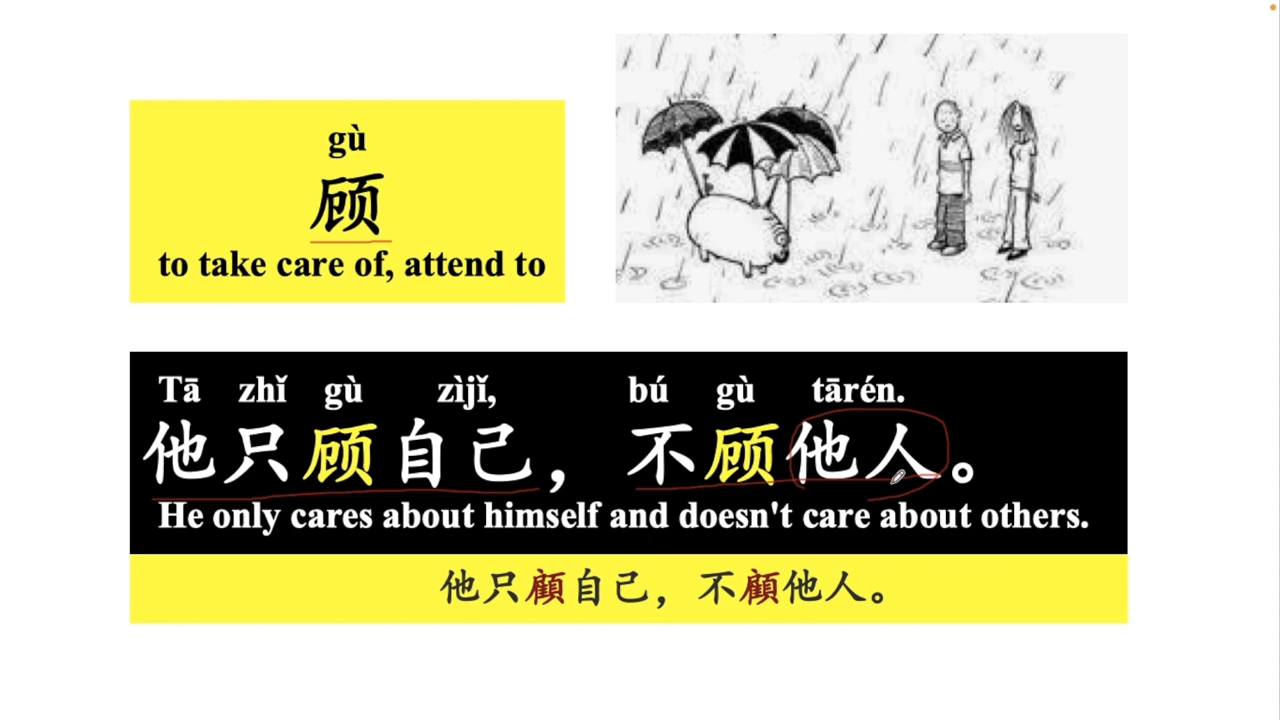 gù
顾
to take care of, attend to
Tā zhǐ gù zìjǐ, bú gù tārén.
他只顾自己，不顾他人。
He only cares about himself and doesn't care about others.
他只顧自己，不顧他人。